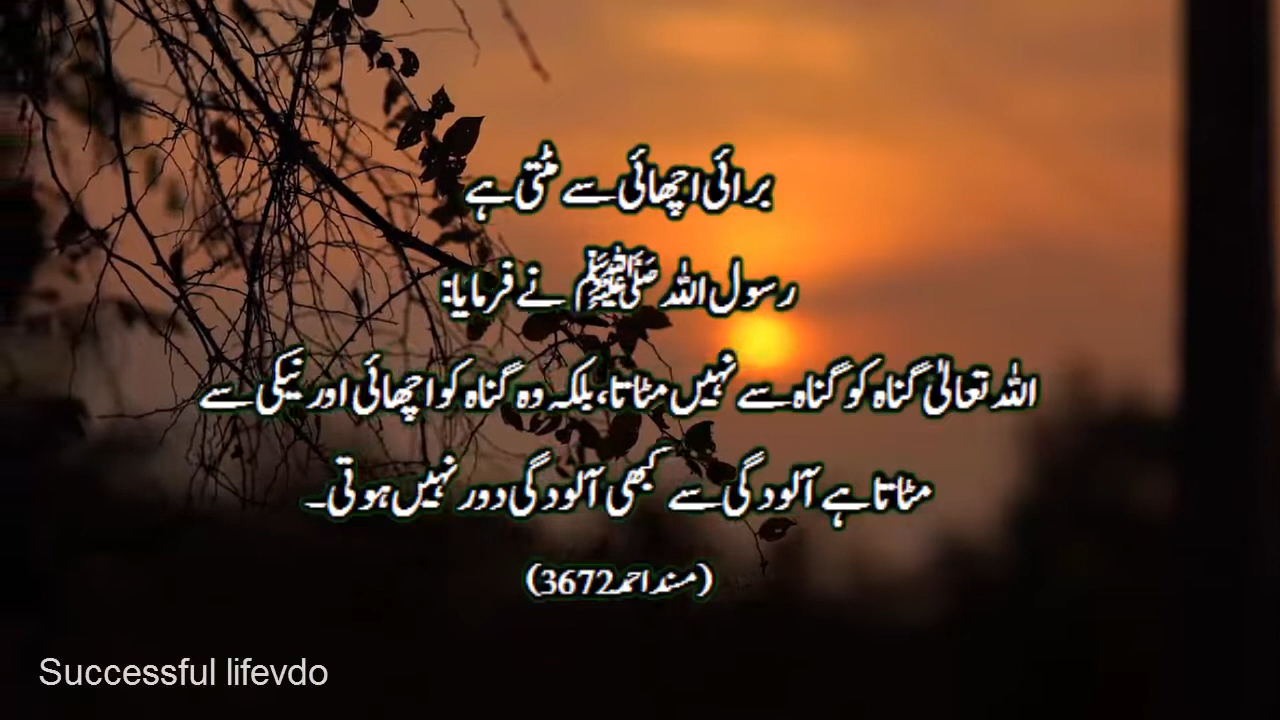 برائی اچھائی سے مٹتی ہے
رسول اللہ ﷺ نے فرمایا:
اللہ تعالیٰ گناہ کو گناہ سے نہیں مٹاتا، بلکہ وہ گناہ کو اچھائی اور نیکی سے
مٹاتا ہے آلودگی سے کبھی آلودگی دور نہیں ہوتی۔
(مسند احمد 3672)
Successful lifevdo